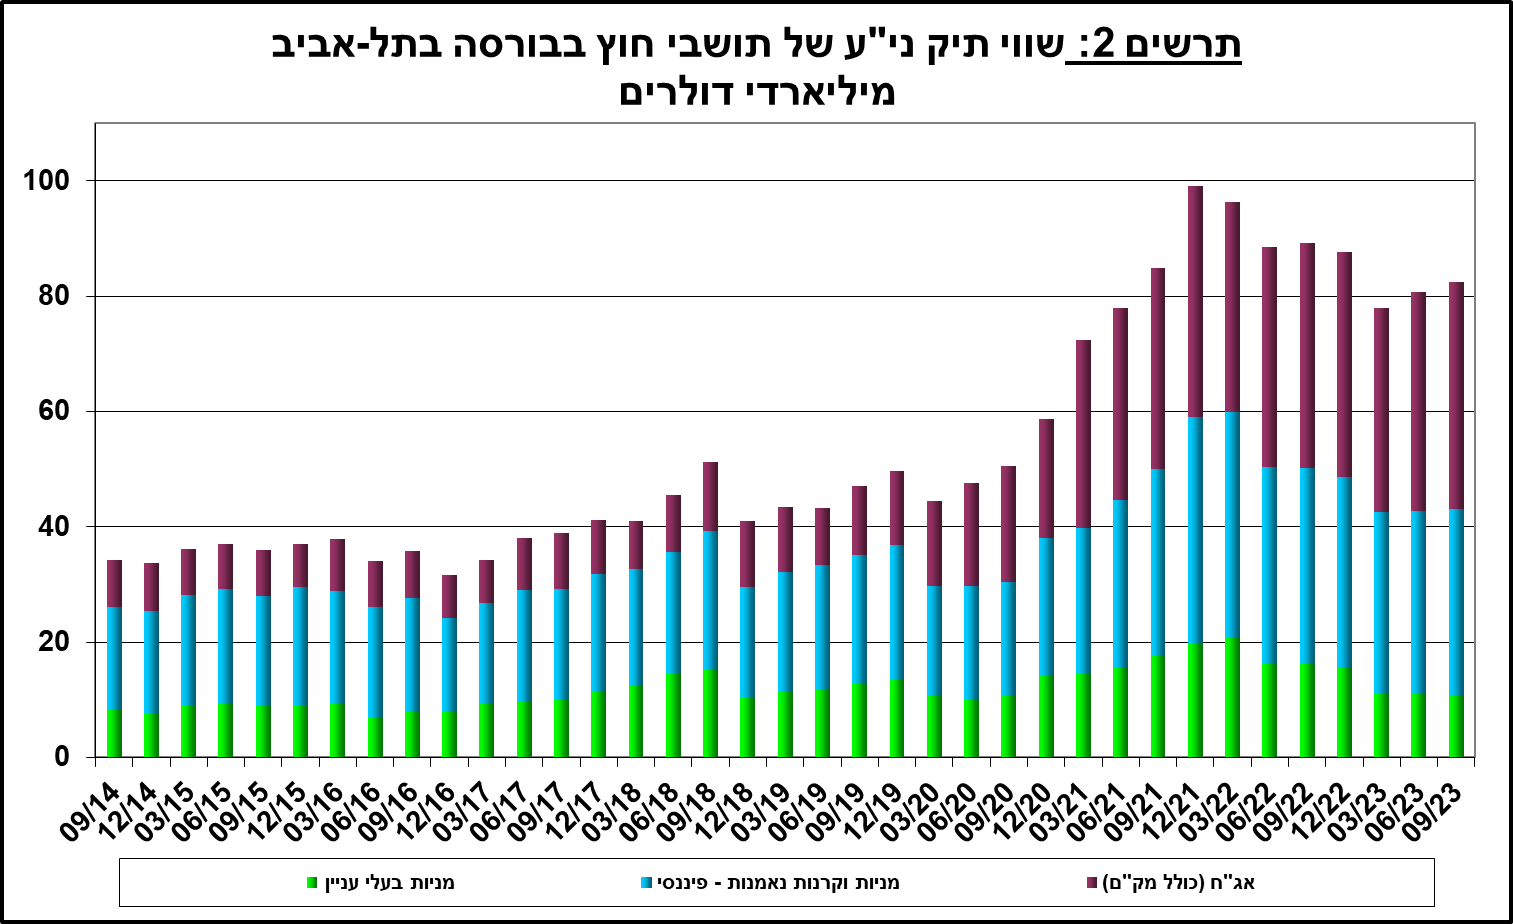 תרשים 2: שווי תיק ני"ע של תושבי חוץ בבורסה בתל-אביב
מיליארדי דולרים
100
80
60
40
20
0
09/14 12/14 03/15 06/15 09/15 12/15 03/16 06/16 09/16 12/16 03/17 06/17 09/17 12/17 03/18 06/18 09/18 12/18 03/19 06/19 09/19 12/19 03/20 06/20 09/20 12/20 03/21 06/21 09/21 12/21 03/22 06/22 09/22 12/22 03/23 06/23 09/23
אג"ח (כולל מק"ם) מניות וקרנות נאמנות - פיננסי מניות בעלי עניין